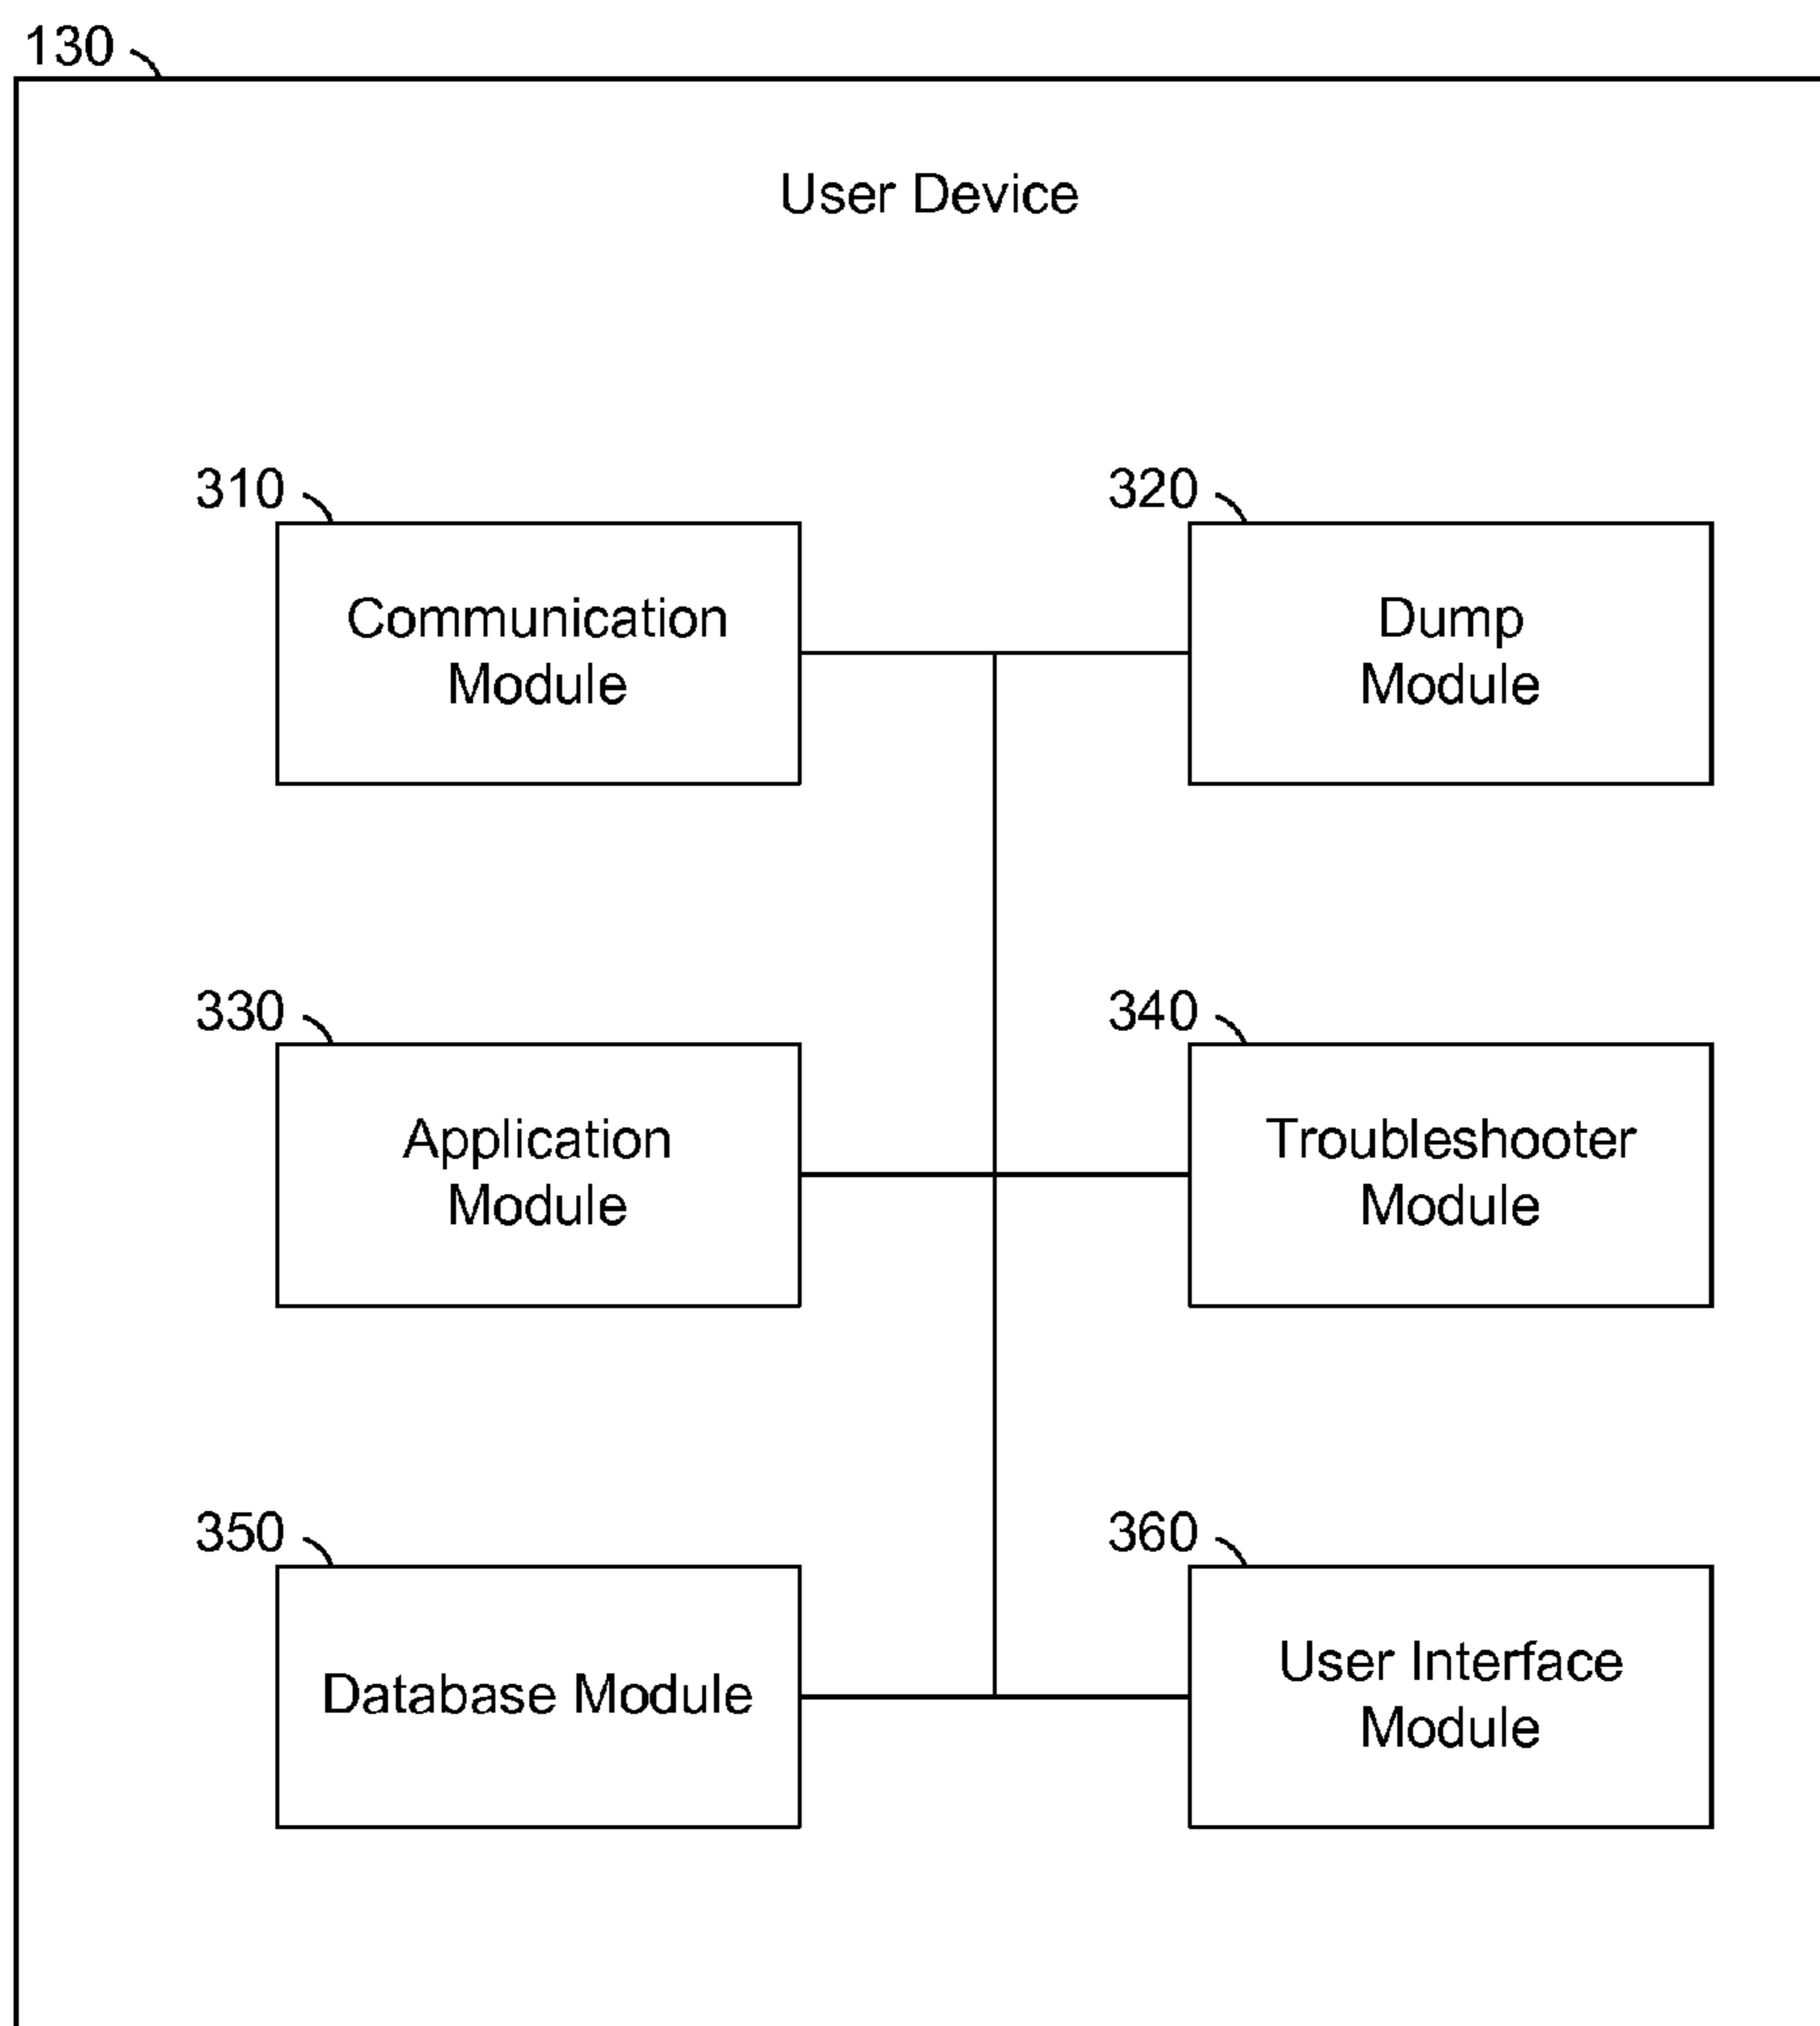 130
User Device
310
Communication
Module
320
Dump
Module
330
Application
Module
340
Troubleshooter
Module
350
Database Module
360
User Interface
Module